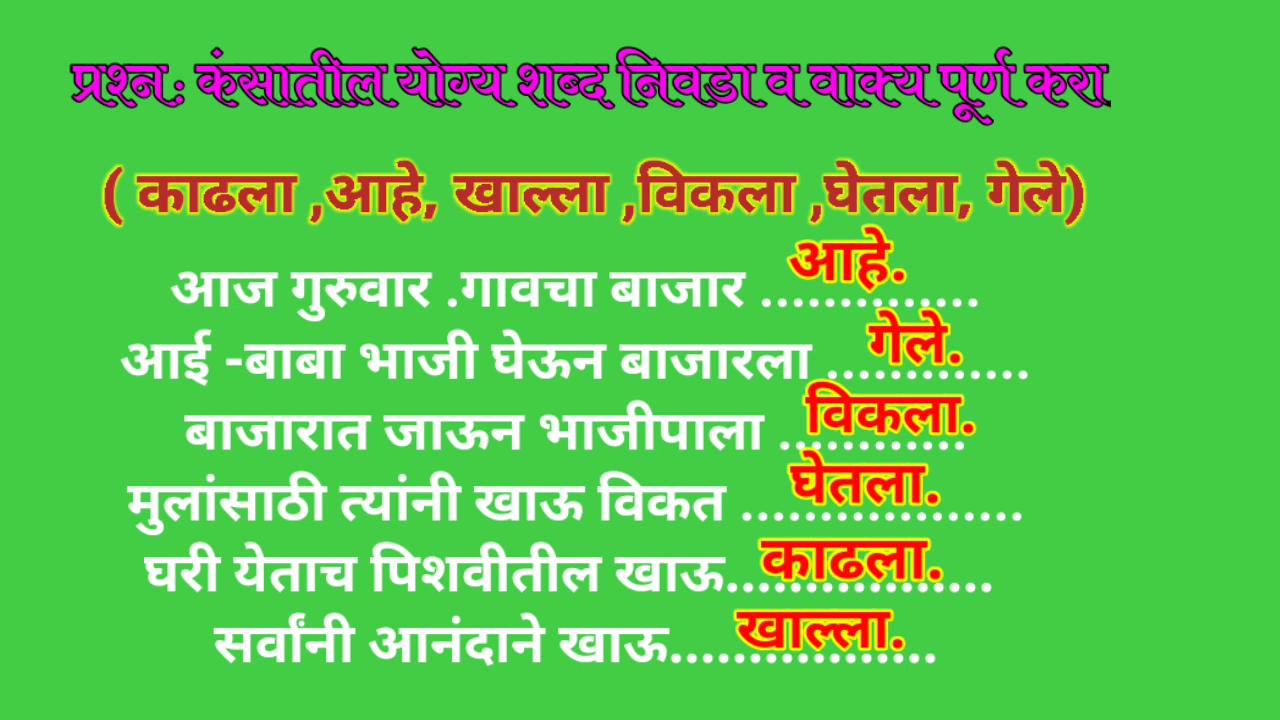 प्रश्न: कंसातील योग्य शब्द निवडा व वाक्य पूर्ण करा
( काढला ,आहे, खाल्ला ,विकला ,घेतला, गेले)
आज गुरुवार .गावचा बाजार .............. आहे.
आई -बाबा भाजी घेऊन बाजारला ............. गेले.
बाजारात जाऊन भाजीपाला ............ विकला.
मुलांसाठी त्यांनी खाऊ विकत .................. घेतला.
घरी येताच पिशवीतील खाऊ................. काढला.
सर्वांनी आनंदाने खाऊ................. खाल्ला.